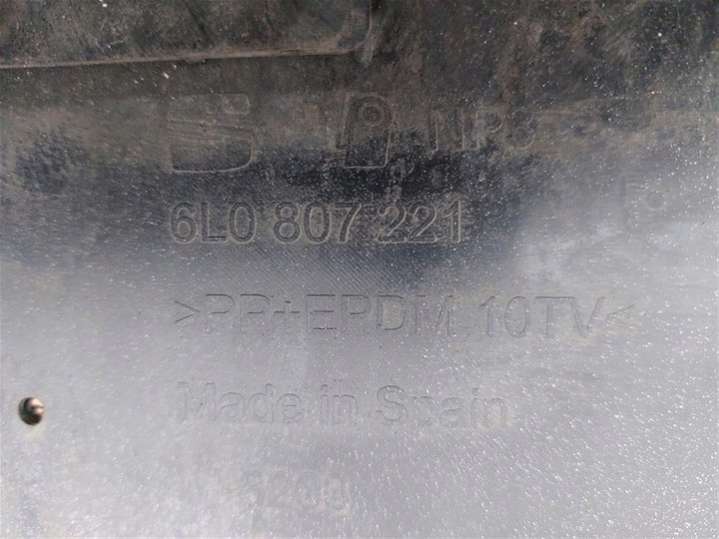 6L0 807 221
>PP+EPDM 10TV<
Made in Spain